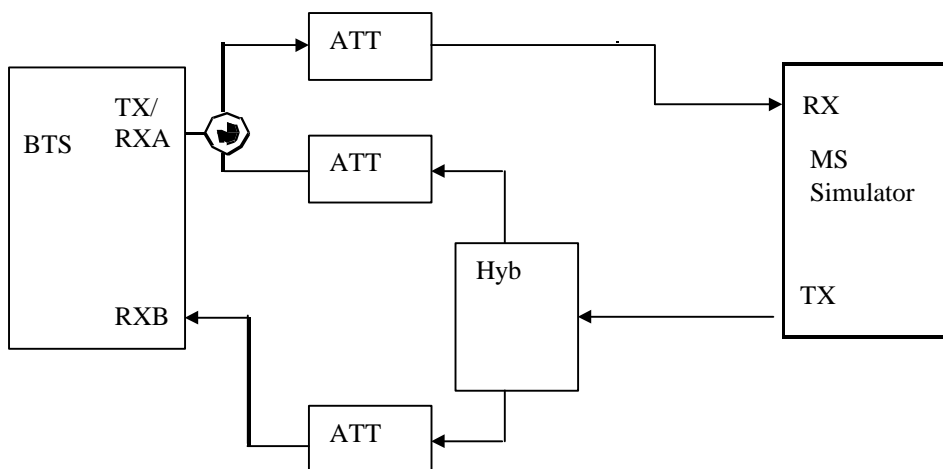 ATT
TX/
RXA
BTS
RX
MS
Simulator
ATT
Hyb
TX
RXB
ATT